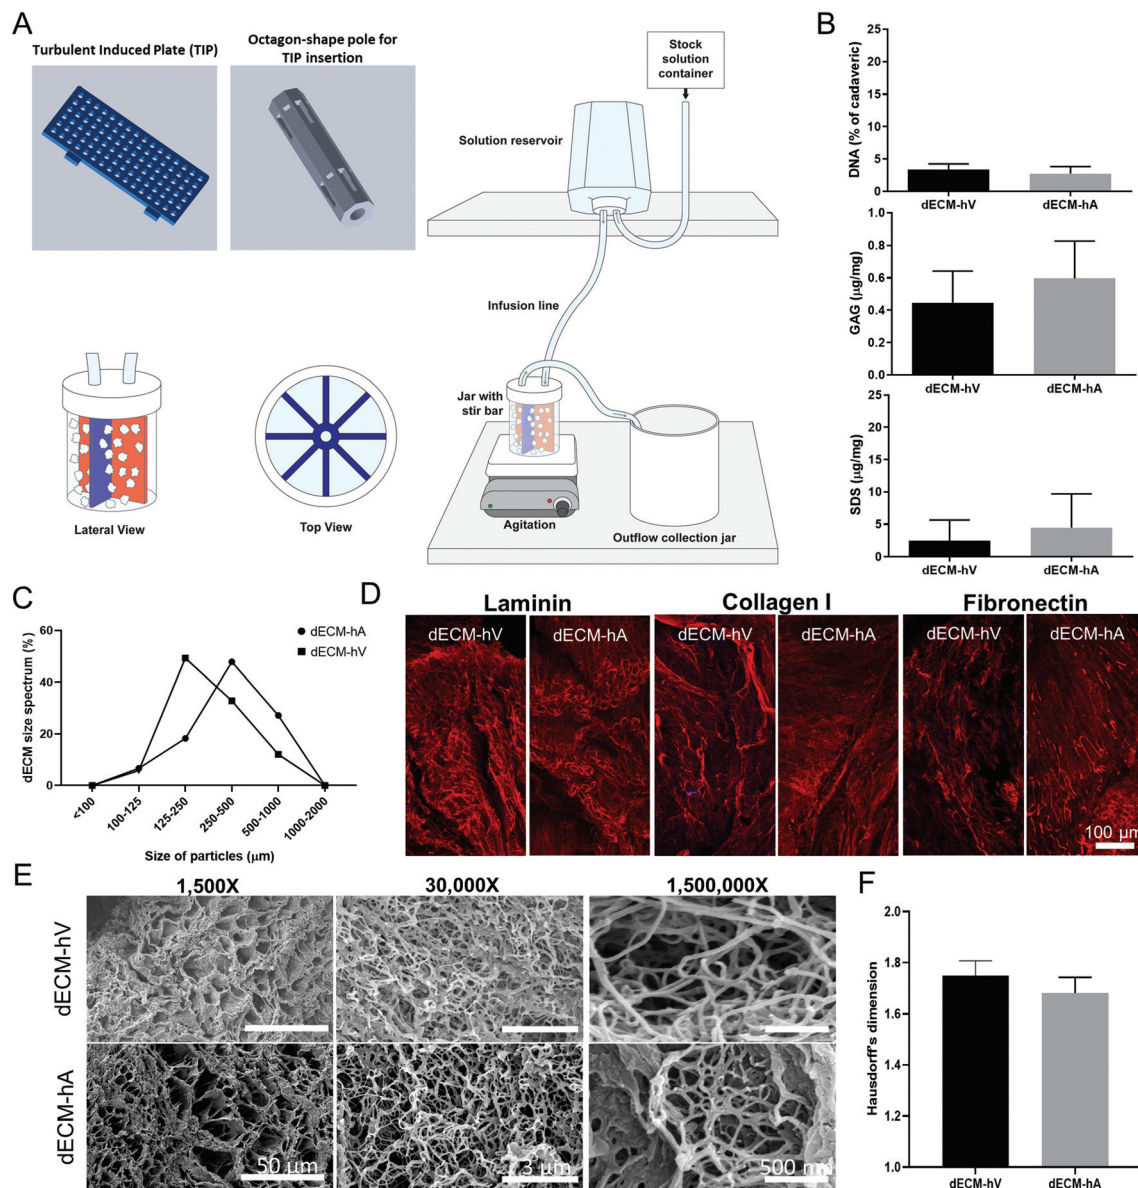 A
Turbulent Induced Plate (TIP)
Octagon-shape pole for
TIP insertion
Stock
solution
container
Solution reservoir
Infusion line
Jar with
stir bar
Agitation
Outflow collection jar
Lateral View
Top View
B
DNA (% of cadaveric)
25
20
15
10
5
0
dECM-hV
dECM-hA
GAG (µg/mg)
1.0
0.8
0.6
0.4
0.2
0.0
dECM-hV
dECM-hA
SDS (µg/mg)
25
20
15
10
5
0
dECM-hV
dECM-hA
C
dECM size spectrum (%)
60
40
20
0
dECM-hA
dECM-hV
<100
100-125
125-250
250-500
500-1000
1000-2000
Size of particles (µm)
D
Laminin
Collagen I
Fibronectin
dECM-hV
dECM-hA
dECM-hV
dECM-hA
dECM-hV
dECM-hA
100 µm
E
1,500X
30,000X
1,500,000X
dECM-hV
dECM-hA
50 µm
3 µm
500 nm
F
Hausdorff's dimension
2.0
1.8
1.6
1.4
1.2
1.0
dECM-hV
dECM-hA